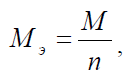 Mэ = M/n,